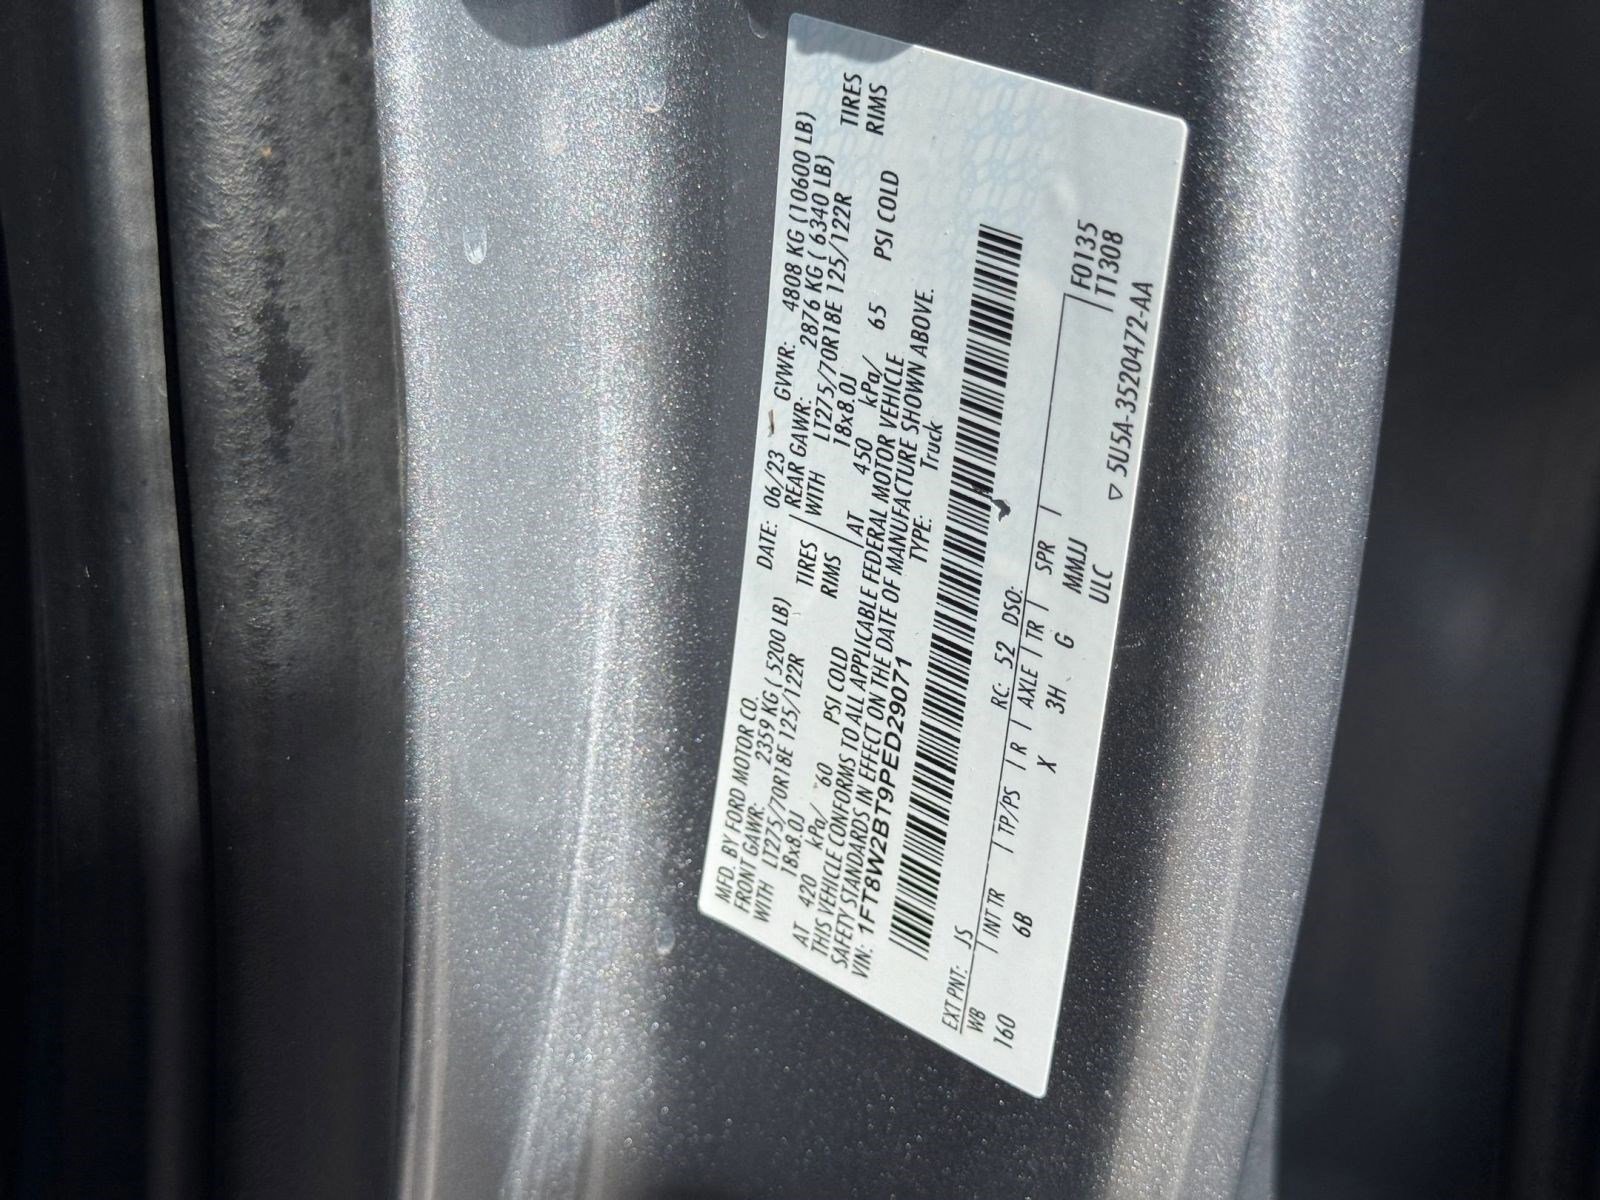 MFD. BY FORD MOTOR CO. DATE: 06/23 GVWR: 4808 KG (10600 LB)
FRONT GAWR: 2359 KG ( 5200 LB) REAR GAWR: 2876 KG ( 6340 LB)
WITH LT275/70R18E 125/122R TIRES WITH LT275/70R18E 125/122R TIRES
18x8.0J RIMS 18x8.0J RIMS
AT 420 kPa/ 60 PSI COLD AT 450 kPa/ 65 PSI COLD
THIS VEHICLE CONFORMS TO ALL APPLICABLE FEDERAL MOTOR VEHICLE
SAFETY STANDARDS IN EFFECT ON THE DATE OF MANUFACTURE SHOWN ABOVE.
VIN: 1FT8W2BT9PED29071 TYPE: Truck
EXT PNT: JS RC: 52 DSO:
WB INT TR TP/PS R AXLE TR SPR F0135
160 6B X 3H G MMJJ T1308
ULC
▽ 5U5A-3520472-AA